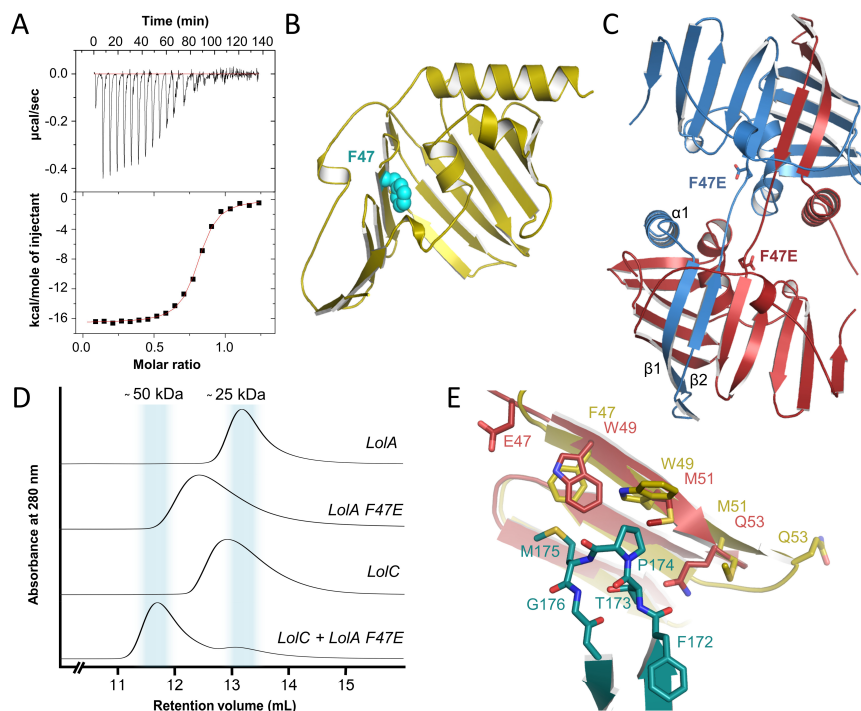 A
Time (min)
0 20 40 60 80 100 120 140
0.0
-0.2
-0.4
µcal/sec
0
-4
-8
-12
-16
kcal/mole of injectant
0.0 0.5 1.0
Molar ratio
B
F47
C
F47E
α1
F47E
β1
β2
D
~50 kDa ~25 kDa
LolA
LolA F47E
LolC
LolC + LolA F47E
Absorbance at 280 nm
11 12 13 14 15
Retention volume (mL)
E
F47
W49
E47
W49
M51
M51
Q53
Q53
M175
P174
G176
T173
F172